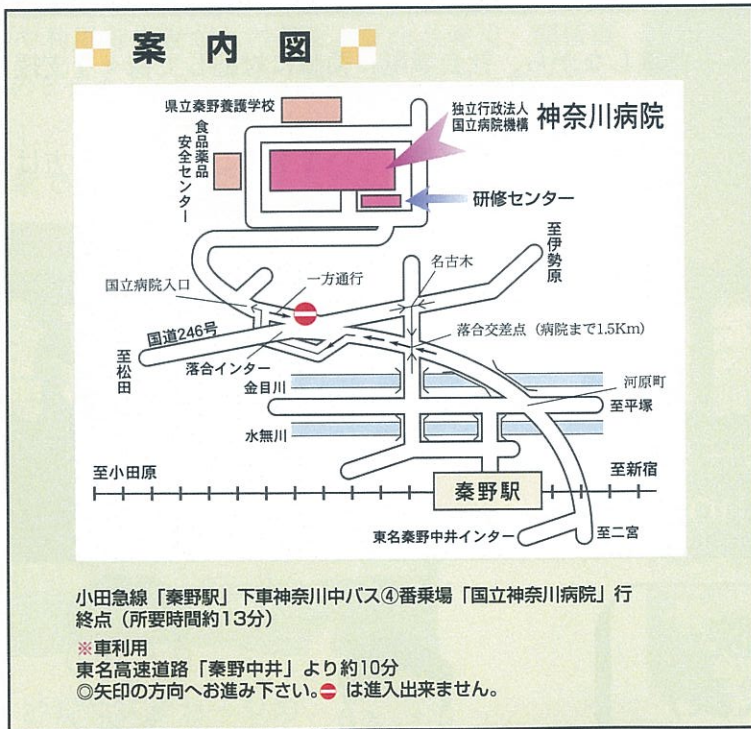 案内図
県立秦野養護学校
独立行政法人
国立病院機構 神奈川病院
食品薬品
安全センター
研修センター
至伊勢原
国立病院入口
一方通行
名古木
国道246号
落合交差点（病院まで1.5Km）
至松田
落合インター
金目川
河原町
至平塚
水無川
至小田原
至新宿
秦野駅
東名秦野中井インター
至二宮
小田急線「秦野駅」下車神奈川中バス④番乗場「国立神奈川病院」行
終点（所要時間約13分）
※車利用
東名高速道路「秦野中井」より約10分
◎矢印の方向へお進み下さい。⛔ は進入出来ません。